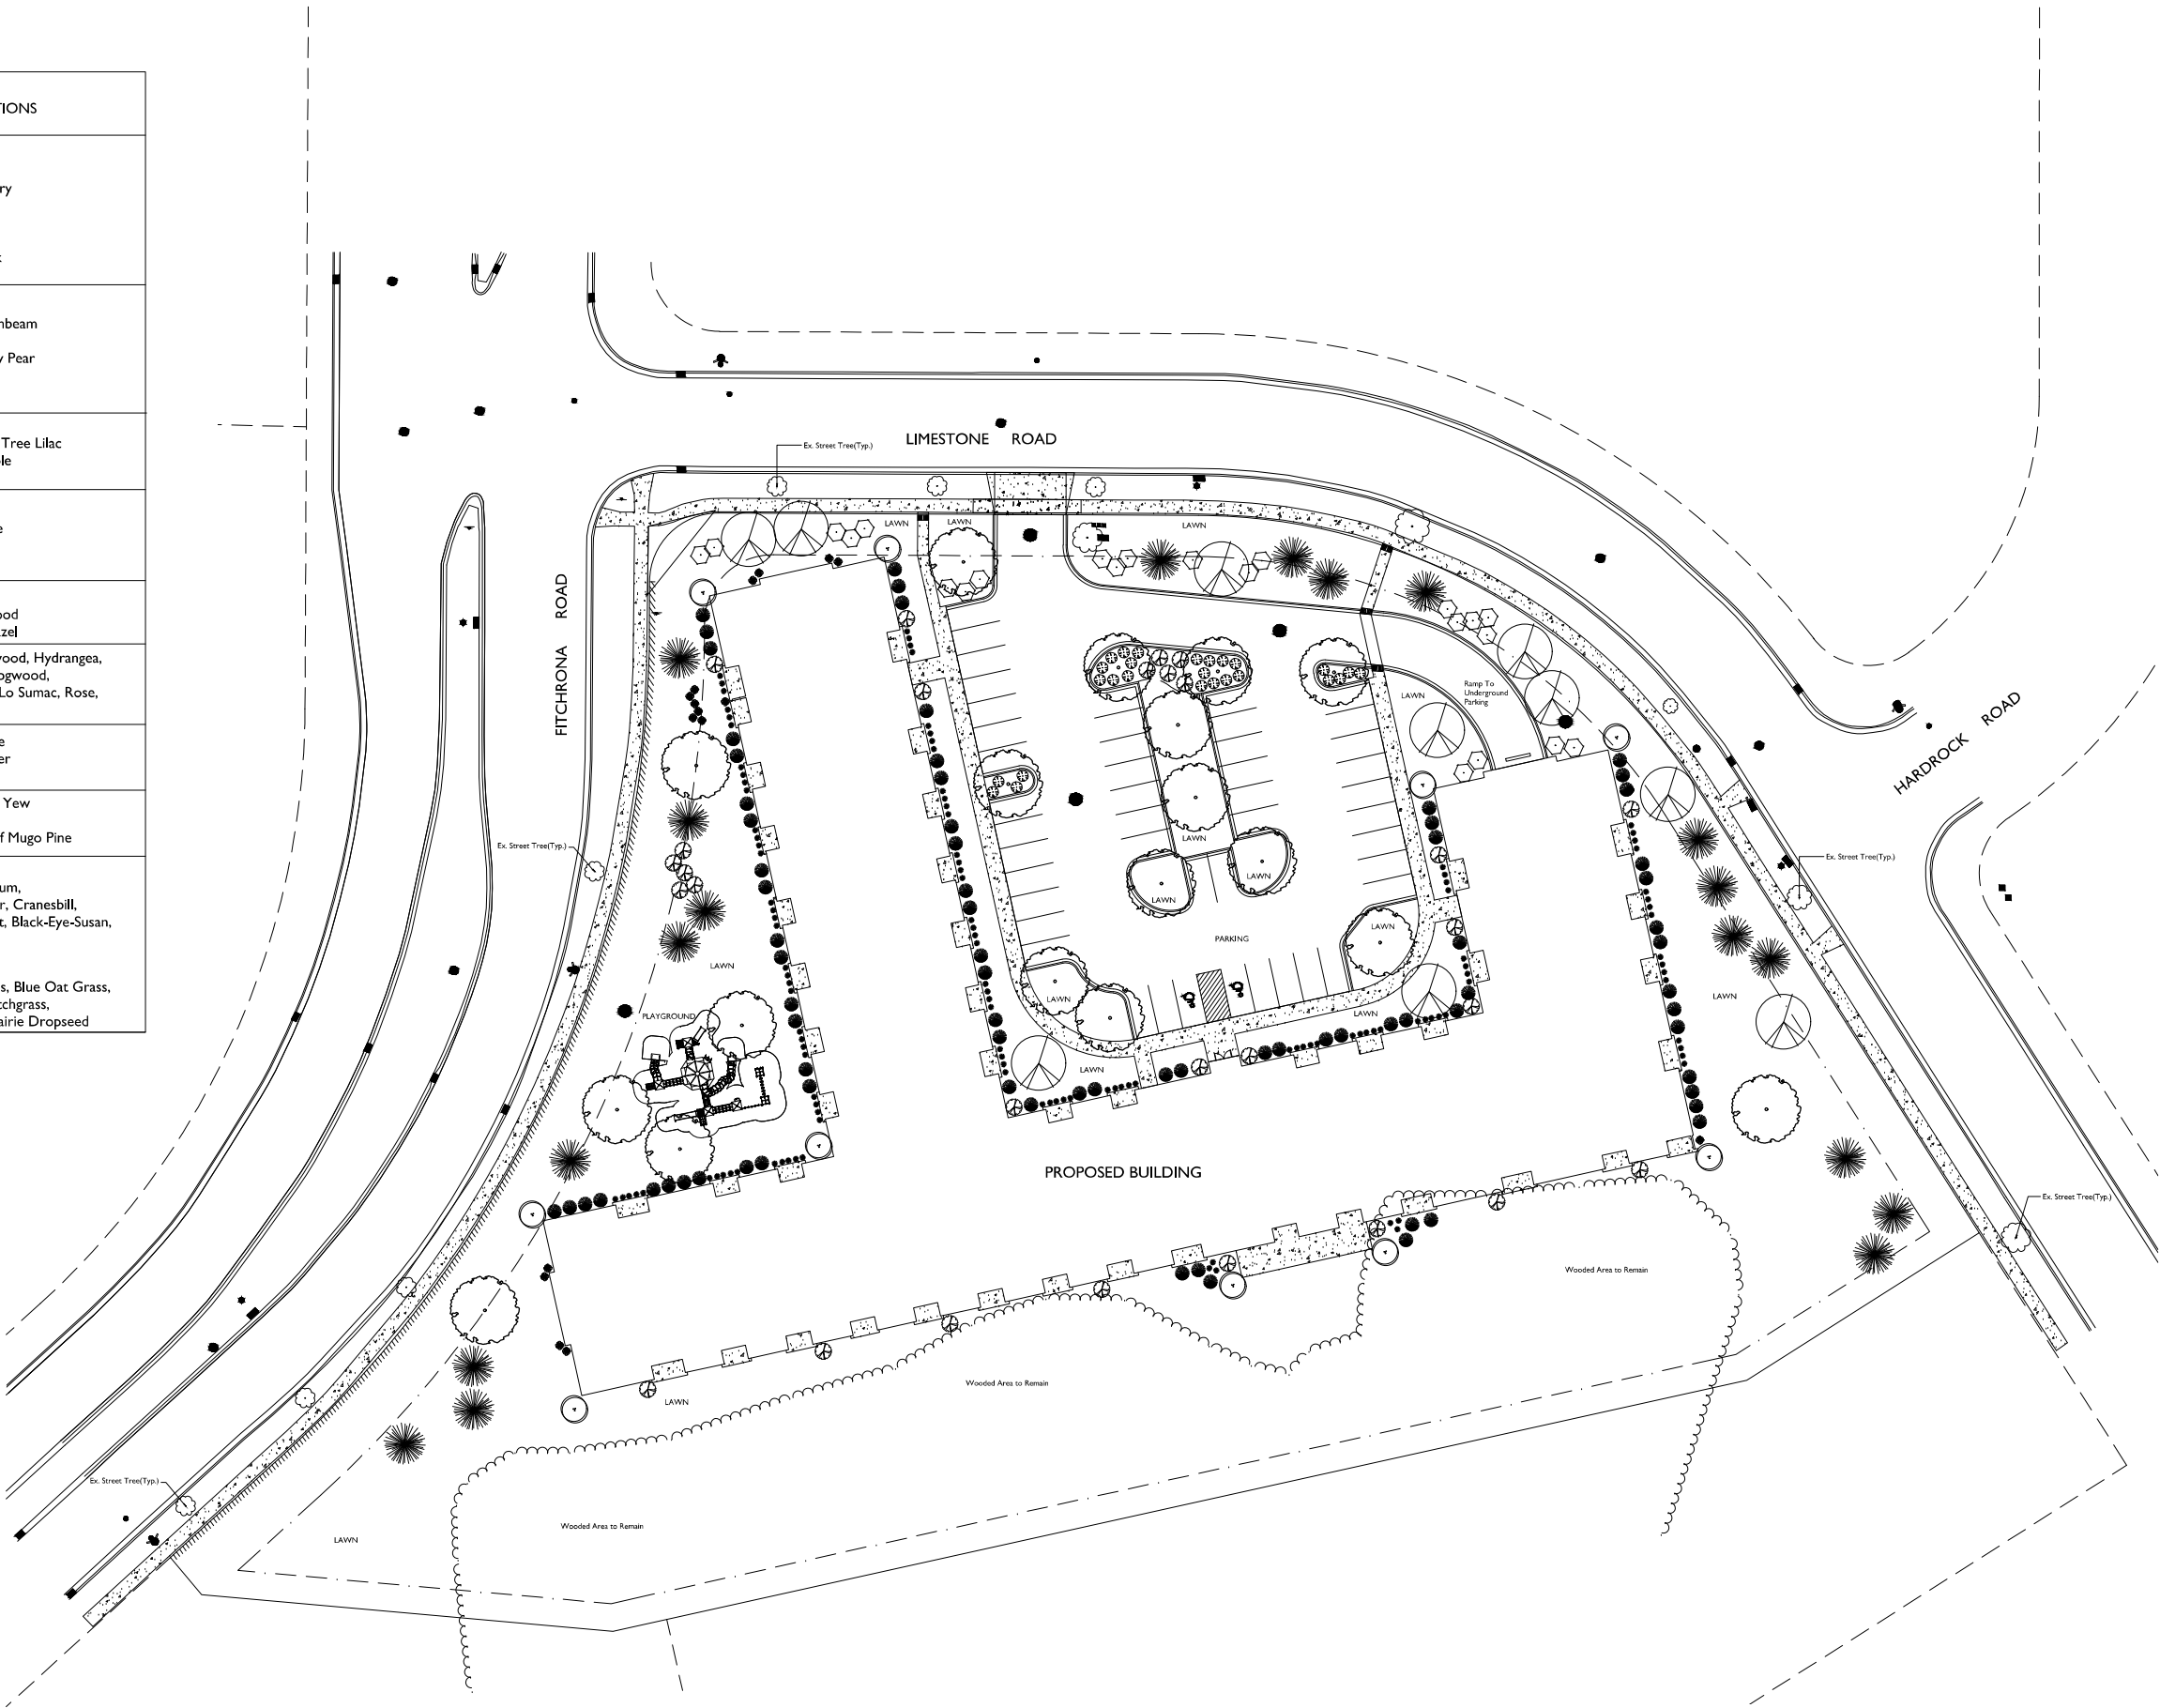 TIONS
ry
nbeam
y Pear
Tree Lilac
le
e
ood
zel
wood, Hydrangea,
ogwood,
Lo Sumac, Rose,
e
er
Yew
f Mugo Pine
um,
r, Cranesbill,
t, Black-Eye-Susan,
s, Blue Oat Grass,
tchgrass,
airie Dropseed
LIMESTONE ROAD
Ex. Street Tree(Typ.)
LAWN
LAWN
LAWN
FITCHRONA ROAD
HARDROCK ROAD
Ramp To
Underground
Parking
LAWN
LAWN
LAWN
LAWN
Ex. Street Tree(Typ.)
Ex. Street Tree(Typ.)
PARKING
LAWN
LAWN
LAWN
LAWN
LAWN
PLAYGROUND
LAWN
PROPOSED BUILDING
Ex. Street Tree(Typ.)
Wooded Area to Remain
Wooded Area to Remain
LAWN
Ex. Street Tree(Typ.)
Wooded Area to Remain
LAWN